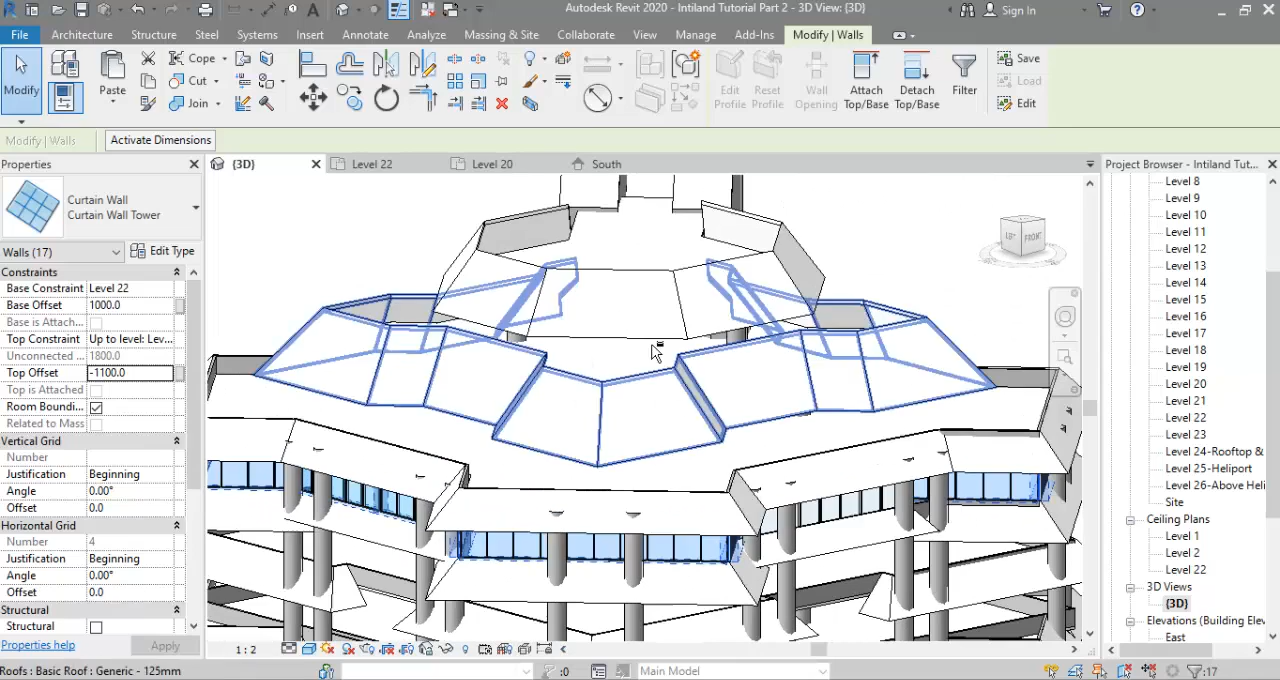 Autodesk Revit 2020 - Intiland Tutorial Part 2 - 3D View: {3D}
Sign In
File Architecture Structure Steel Systems Insert Annotate Analyze Massing & Site Collaborate View Manage Add-Ins Modify | Walls
Modify
Paste
Cope
Cut
Join
Edit Profile
Reset Profile
Wall Opening
Attach Top/Base
Detach Top/Base
Filter
Save
Load
Edit
Modify | Walls Activate Dimensions
Properties
{3D} Level 22 Level 20 South
Project Browser - Intiland Tut...
Curtain Wall
Curtain Wall Tower
Walls (17) Edit Type
Constraints
Base Constraint Level 22
Base Offset 1000.0
Base is Attach...
Top Constraint Up to level: Lev...
Unconnected ... 1800.0
Top Offset -1100.0
Top is Attached
Room Boundi...
Related to Mass
Vertical Grid
Number
Justification Beginning
Angle 0.00°
Offset 0.0
Horizontal Grid
Number 4
Justification Beginning
Angle 0.00°
Offset 0.0
Structural
Structural
Properties help Apply
FRONT
Level 8
Level 9
Level 10
Level 11
Level 12
Level 13
Level 14
Level 15
Level 16
Level 17
Level 18
Level 19
Level 20
Level 21
Level 22
Level 23
Level 24-Rooftop &
Level 25-Heliport
Level 26-Above Heli
Site
Ceiling Plans
Level 1
Level 2
Level 22
3D Views
{3D}
Elevations (Building Elev
East
1 : 2
Roofs : Basic Roof : Generic - 125mm
:0
Main Model
:17